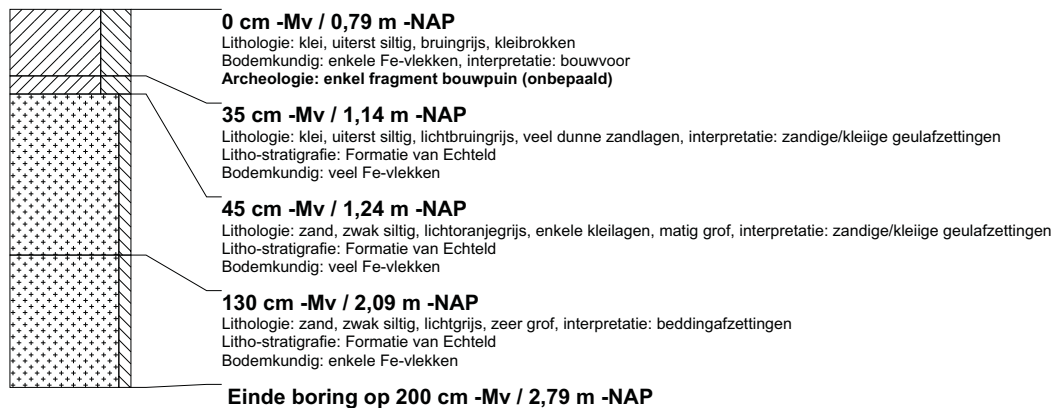 0 cm -Mv / 0,79 m -NAP
Lithologie: klei, uiterst siltig, bruingrijs, kleibrokken
Bodemkundig: enkele Fe-vlekken, interpretatie: bouwvoor
Archeologie: enkel fragment bouwpuin (onbepaald)
35 cm -Mv / 1,14 m -NAP
Lithologie: klei, uiterst siltig, lichtbruingrijs, veel dunne zandlagen, interpretatie: zandige/kleiige geulafzettingen
Litho-stratigrafie: Formatie van Echteld
Bodemkundig: veel Fe-vlekken
45 cm -Mv / 1,24 m -NAP
Lithologie: zand, zwak siltig, lichtoranjegrijs, enkele kleilagen, matig grof, interpretatie: zandige/kleiige geulafzettingen
Litho-stratigrafie: Formatie van Echteld
Bodemkundig: veel Fe-vlekken
130 cm -Mv / 2,09 m -NAP
Lithologie: zand, zwak siltig, lichtgrijs, zeer grof, interpretatie: beddingafzettingen
Litho-stratigrafie: Formatie van Echteld
Bodemkundig: enkele Fe-vlekken
Einde boring op 200 cm -Mv / 2,79 m -NAP